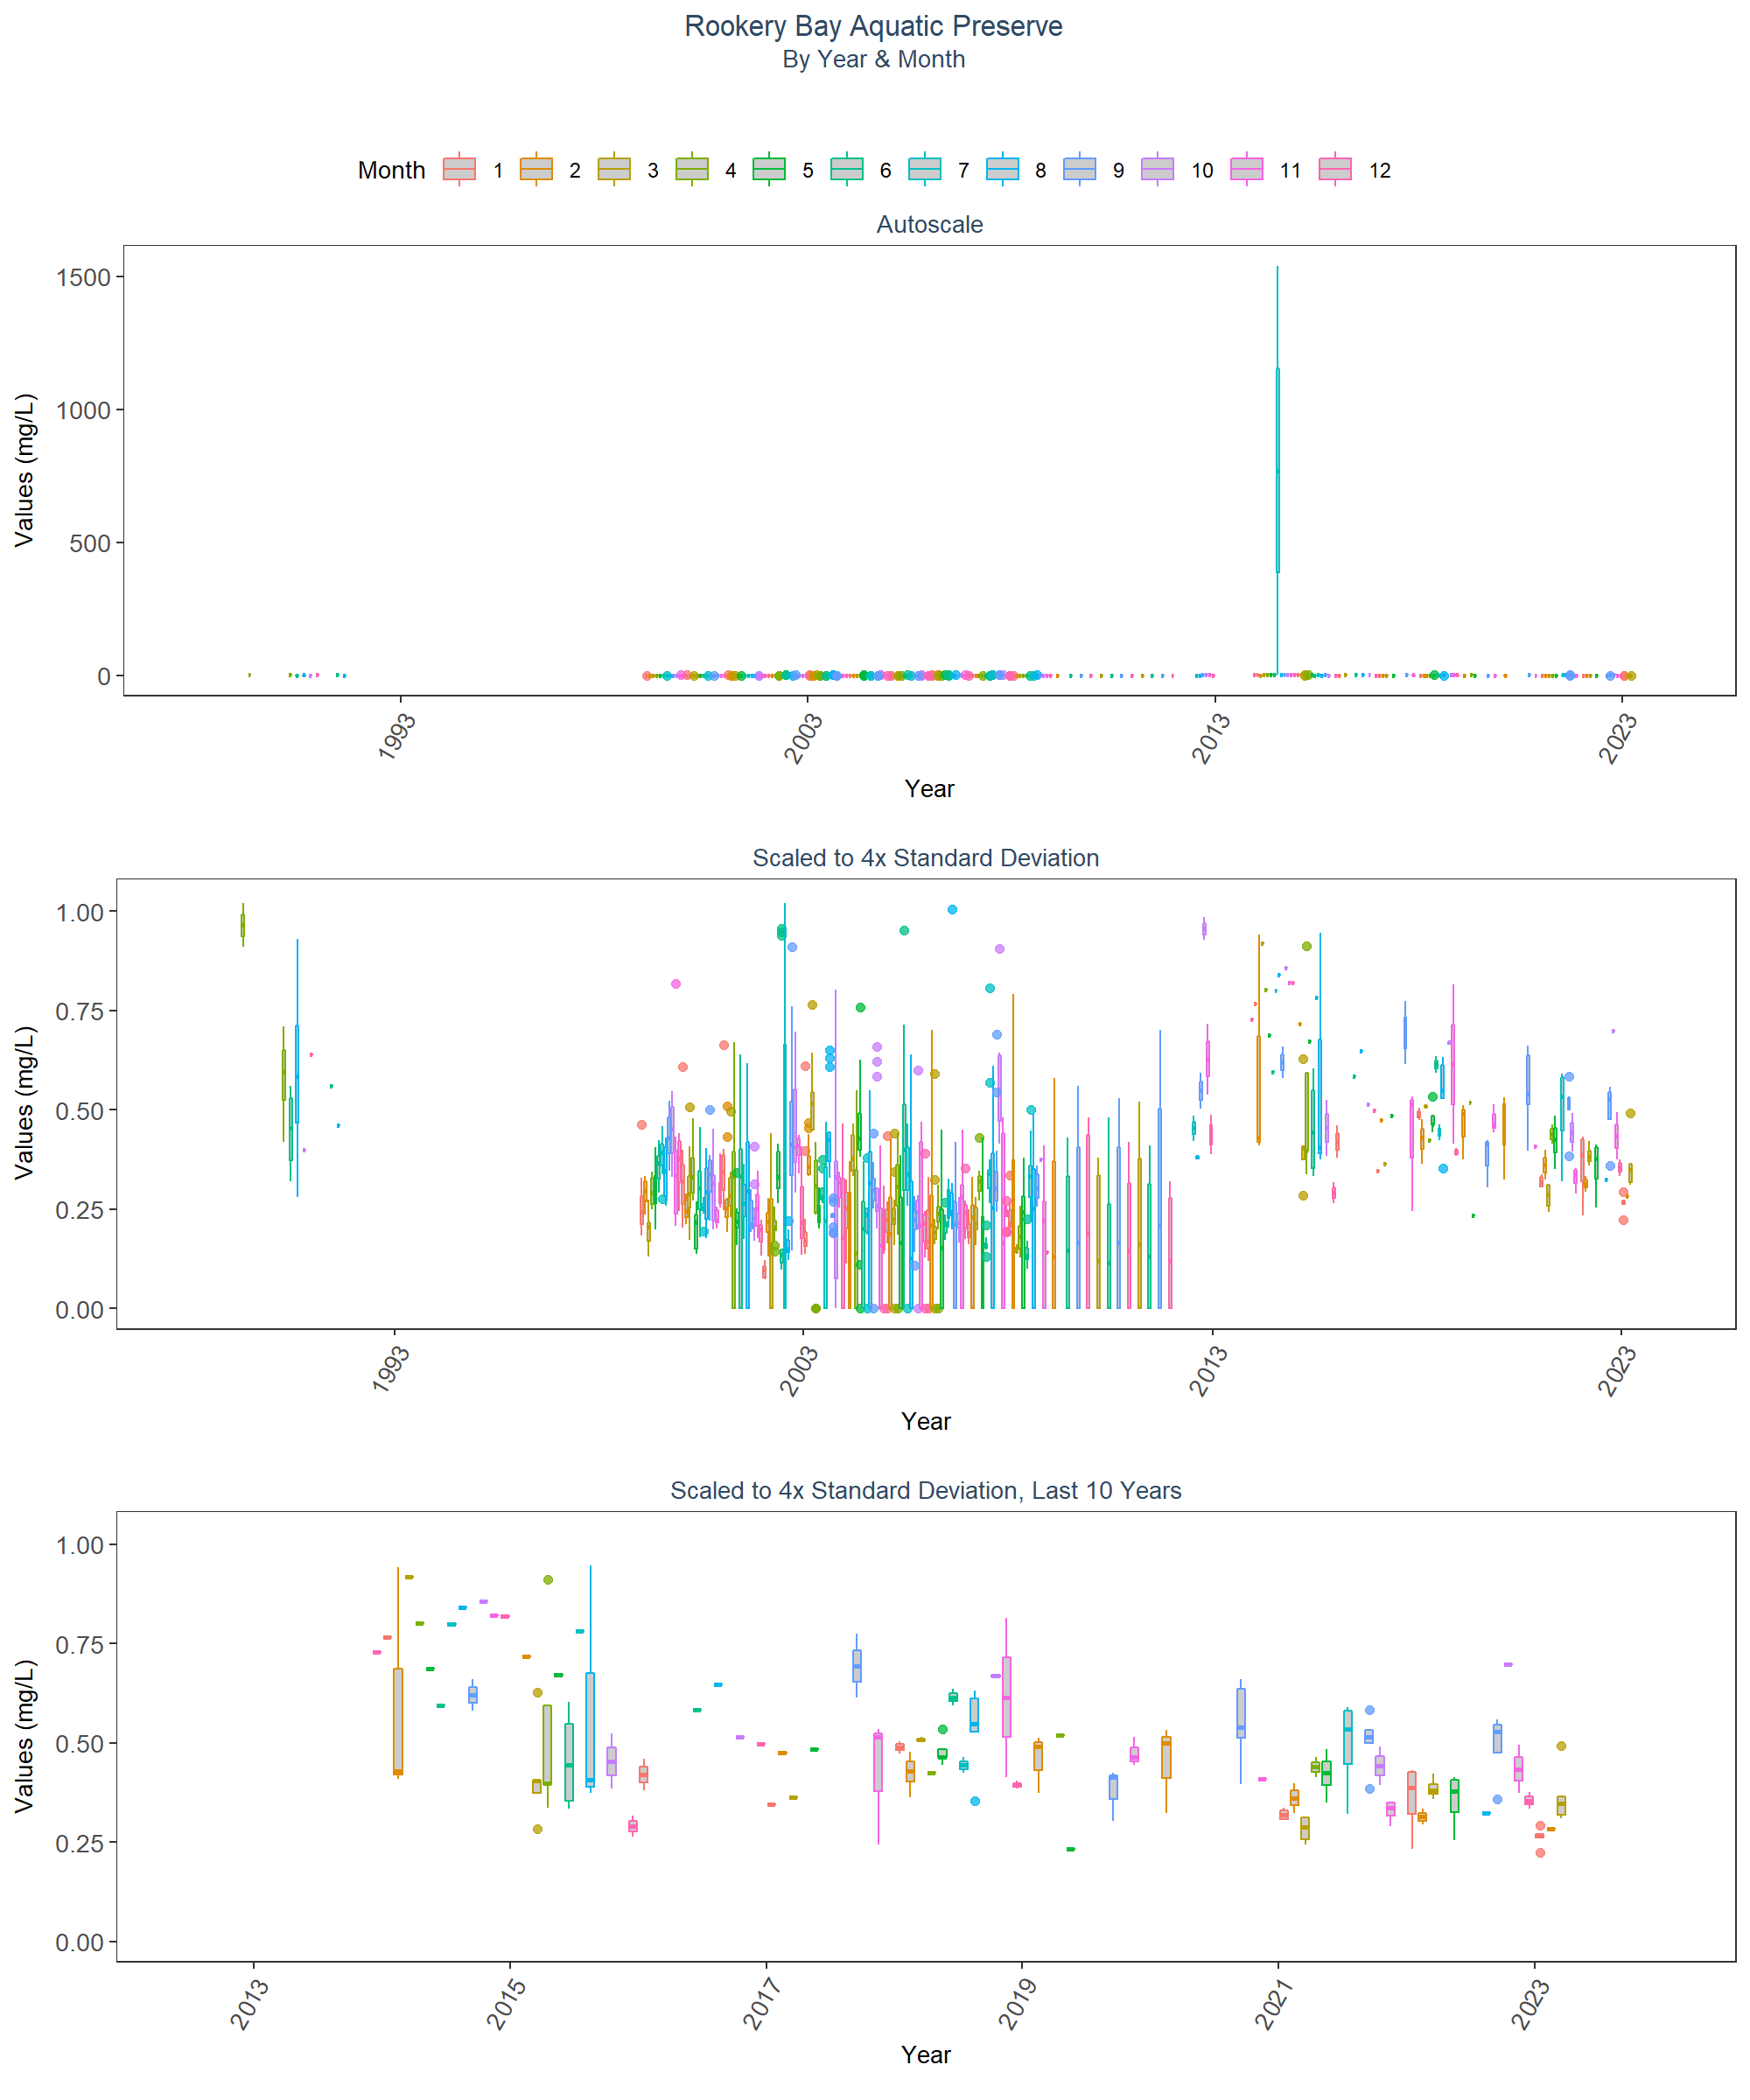 Rookery Bay Aquatic Preserve
By Year & Month
Month 1 2 3 4 5 6 7 8 9 10 11 12
Autoscale
Values (mg/L)
1500
1000
500
0
1993 2003 2013 2023
Year
Scaled to 4x Standard Deviation
Values (mg/L)
1.00
0.75
0.50
0.25
0.00
1993 2003 2013 2023
Year
Scaled to 4x Standard Deviation, Last 10 Years
Values (mg/L)
1.00
0.75
0.50
0.25
0.00
2013 2015 2017 2019 2021 2023
Year